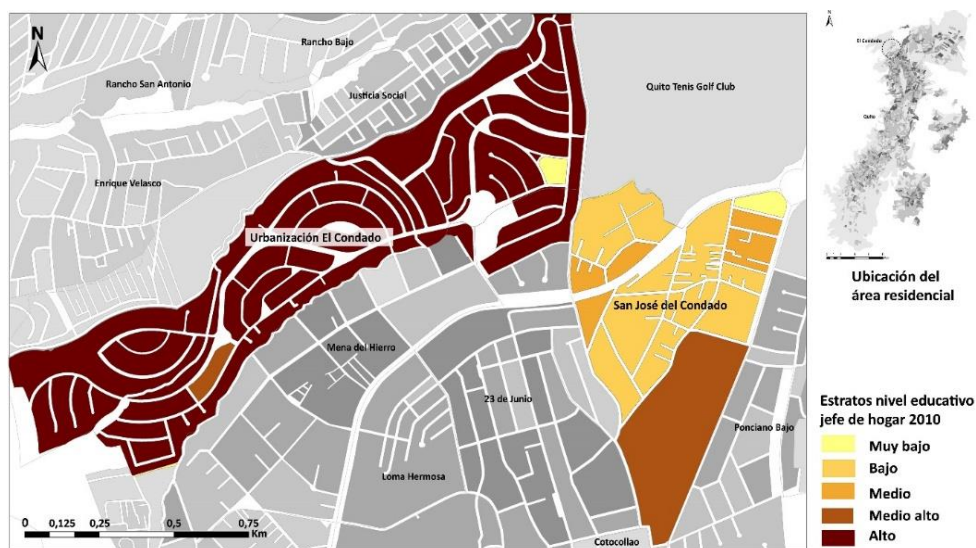 N
Rancho Bajo
Rancho San Antonio
Justicia Social
Quito Tenis Golf Club
Enrique Velasco
Urbanización El Condado
San José del Condado
Mena del Hierro
23 de Junio
Ponciano Bajo
Loma Hermosa
Cotocollao
0 0,125 0,25 0,5 0,75
Km
N
El Condado
Quito
Ubicación del
área residencial
Estratos nivel educativo
jefe de hogar 2010
Muy bajo
Bajo
Medio
Medio alto
Alto